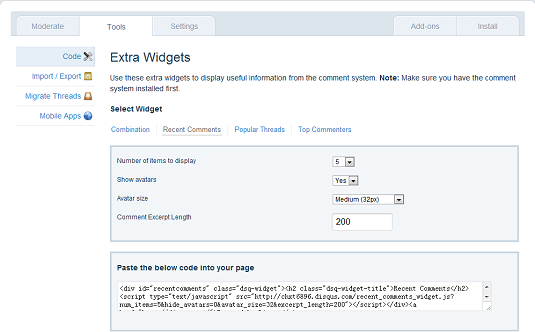 Moderate
Tools
Settings
Add-ons
Install
Code
Import / Export
Migrate Threads
Mobile Apps
Extra Widgets
Use these extra widgets to display useful information from the comment system. Note: Make sure you have the comment
system installed first.
Select Widget
Combination
Recent Comments
Popular Threads
Top Commenters
Number of items to display
5
Show avatars
Yes
Avatar size
Medium (32px)
Comment Excerpt Length
200
Paste the below code into your page
<div id="recentcomments" class="dsq-widget"><h2 class="dsq-widget-title">Recent Comments</h2>
<script type="text/javascript" src="http://chxt6896.disqus.com/recent_comments_widget.js?
num_items=5&hide_avatars=0&avatar_size=32&excerpt_length=200"></script></div><a